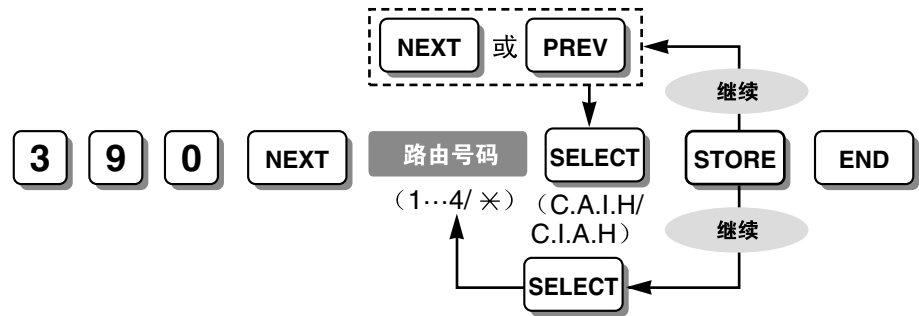 NEXT 或 PREV
继续
3 9 0 NEXT 路由号码 SELECT STORE END
(1…4/ ✳) (C.A.I.H/
C.I.A.H)
继续
SELECT